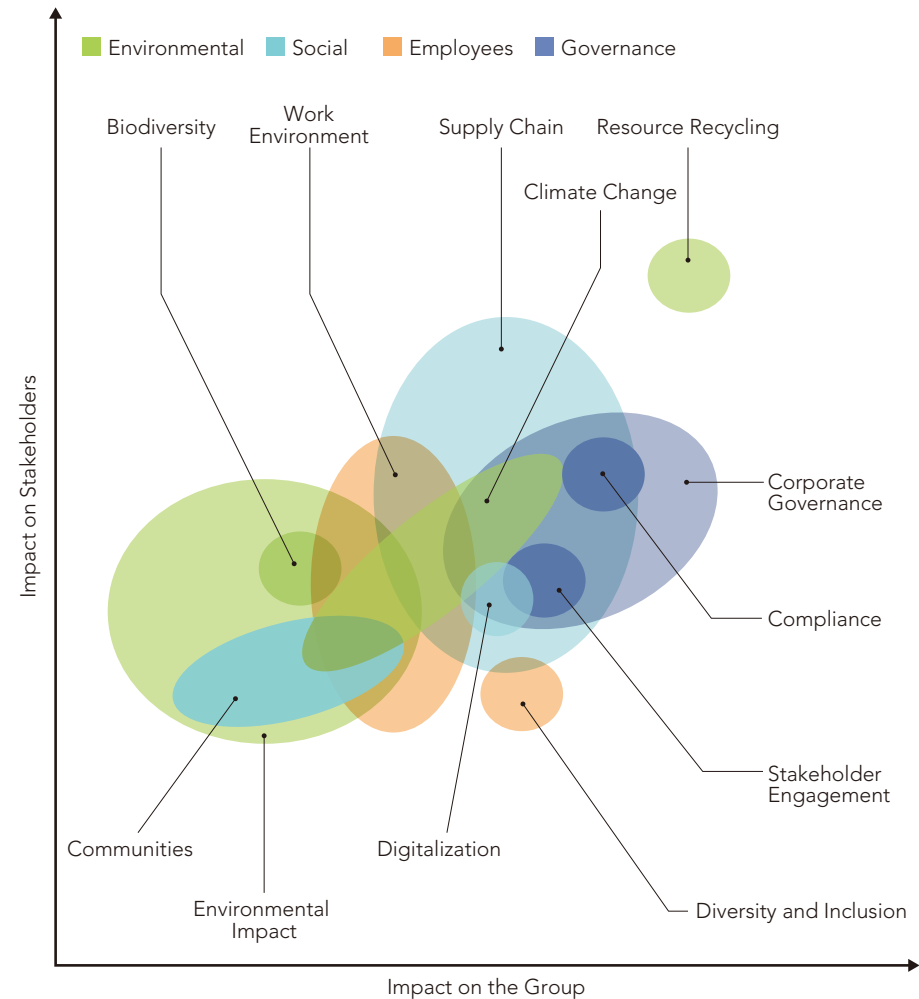 Environmental
Social
Employees
Governance
Biodiversity
Work
Environment
Supply Chain
Resource Recycling
Climate Change
Impact on Stakeholders
Corporate
Governance
Compliance
Stakeholder
Engagement
Communities
Digitalization
Environmental
Impact
Diversity and Inclusion
Impact on the Group